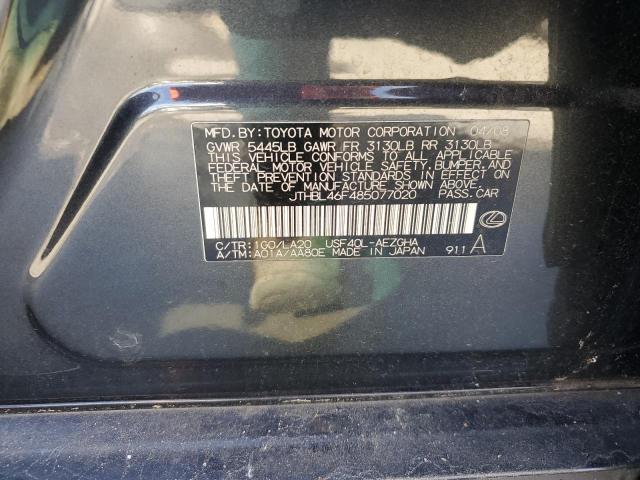 MFD. BY: TOYOTA MOTOR CORPORATION 04/08
GVWR 5445LB GAWR FR 3130LB RR 3130LB
THIS VEHICLE CONFORMS TO ALL APPLICABLE
FEDERAL MOTOR VEHICLE SAFETY, BUMPER, AND
THEFT PREVENTION STANDARDS IN EFFECT ON
THE DATE OF MANUFACTURE SHOWN ABOVE.
JTHBL46F485077020 PASS.CAR
C/TR: 1G0/LA20 USF40L-AEZGHA
A/TM: A01A/AA80E MADE IN JAPAN 911 A